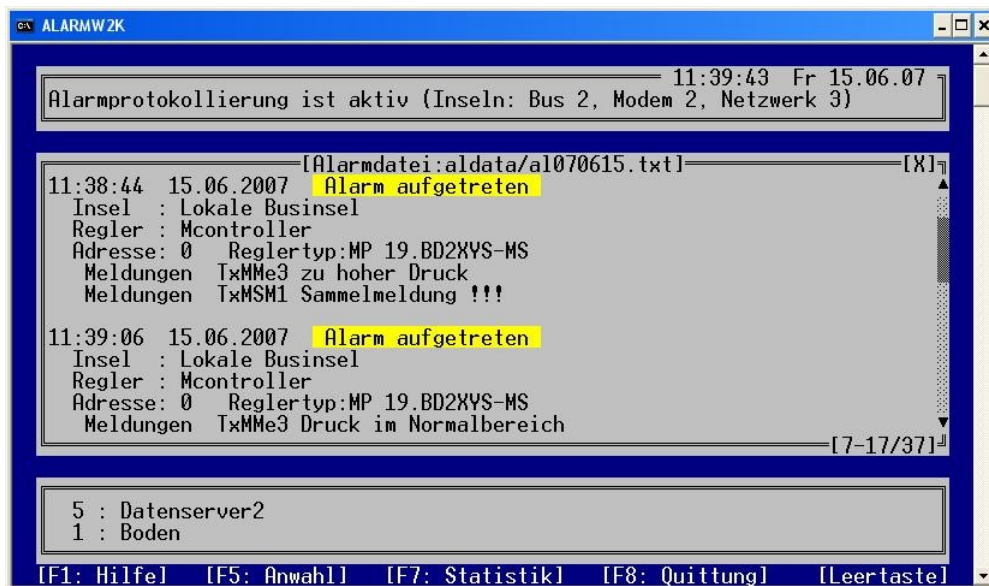 ALARMW2K
11:39:43 Fr 15.06.07
Alarmprotokollierung ist aktiv (Inseln: Bus 2, Modem 2, Netzwerk 3)
[Alarmdatei:aldata/al070615.txt] [X]
11:38:44 15.06.2007 Alarm aufgetreten
Insel : Lokale Businsel
Regler : Mcontroller
Adresse: 0 Reglertyp:MP 19.BD2XYS-MS
Meldungen TxMMe3 zu hoher Druck
Meldungen TxMSM1 Sammelmeldung !!!
11:39:06 15.06.2007 Alarm aufgetreten
Insel : Lokale Businsel
Regler : Mcontroller
Adresse: 0 Reglertyp:MP 19.BD2XYS-MS
Meldungen TxMMe3 Druck im Normalbereich
[7-17/37]
5 : Datenserver2
1 : Boden
[F1: Hilfe] [F5: Anwahl] [F7: Statistik] [F8: Quittung] [Leertaste]